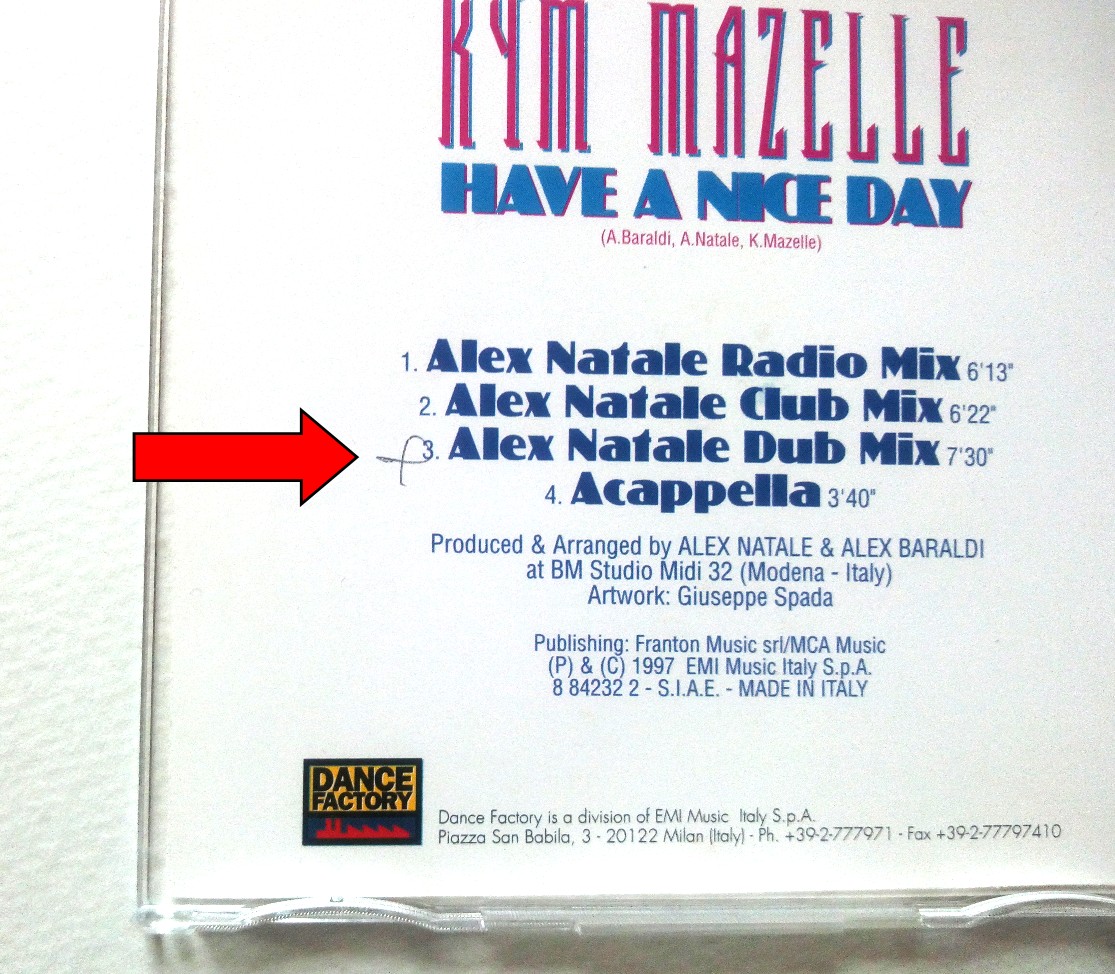 KYM MAZELLE
HAVE A NICE DAY
(A.Baraldi, A.Natale, K.Mazelle)
1. Alex Natale Radio Mix 6'13"
2. Alex Natale Club Mix 6'22"
3. Alex Natale Dub Mix 7'30"
4. Acappella 3'40"
Produced & Arranged by ALEX NATALE & ALEX BARALDI
at BM Studio Midi 32 (Modena - Italy)
Artwork: Giuseppe Spada
Publishing: Franton Music srl/MCA Music
(P) & (C) 1997 EMI Music Italy S.p.A.
8 84232 2 - S.I.A.E. - MADE IN ITALY
DANCE
FACTORY
Dance Factory is a division of EMI Music Italy S.p.A.
Piazza San Babila, 3 - 20122 Milan (Italy) - Ph. +39-2-777971 - Fax +39-2-77797410